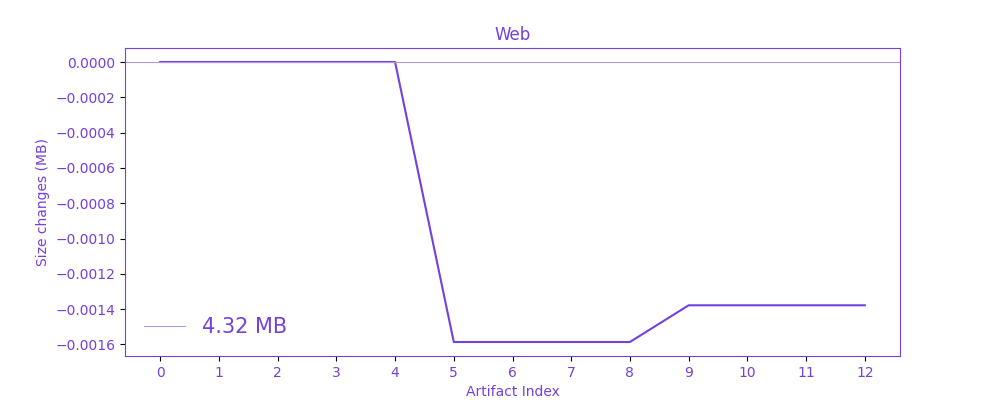 Web
0.0000
−0.0002
−0.0004
−0.0006
−0.0008
−0.0010
−0.0012
−0.0014
−0.0016
Size changes (MB)
4.32 MB
0 1 2 3 4 5 6 7 8 9 10 11 12
Artifact Index